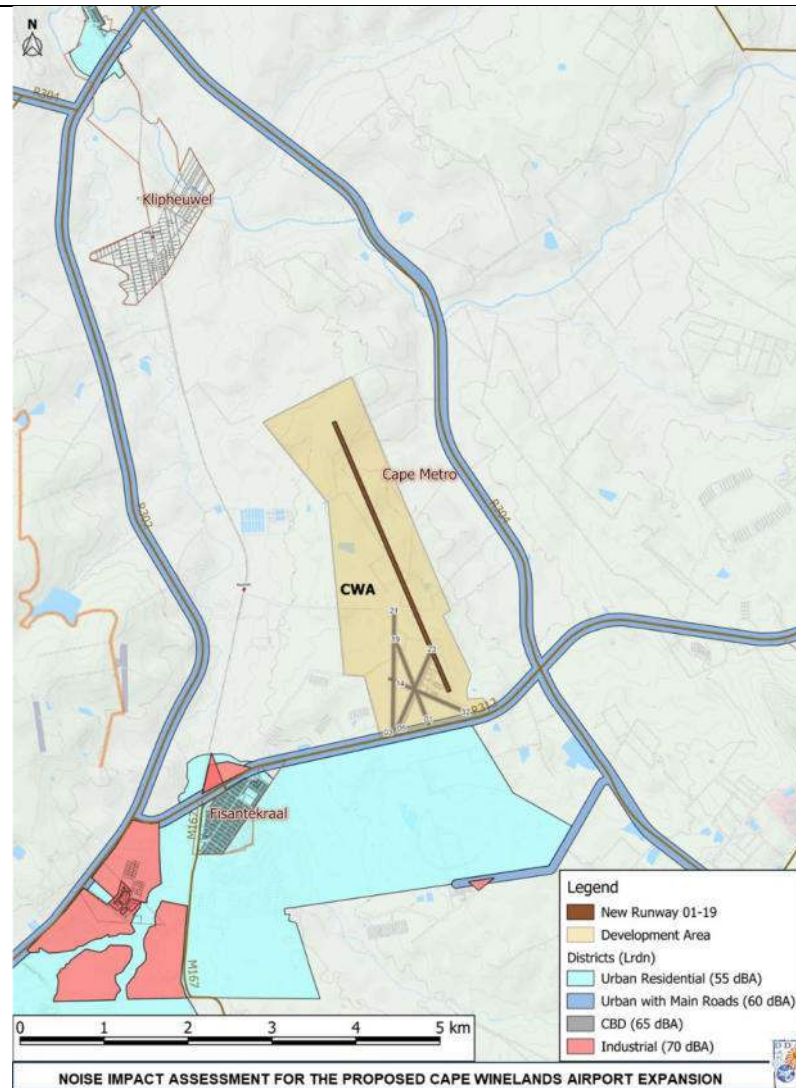 N
R304
Klipheuwel
Cape Metro
R302
R304
CWA
21
19
23
14
03
05
01
32
R312
Fisantekraal
M167
M167
Legend
New Runway 01-19
Development Area
Districts (Lrdn)
Urban Residential (55 dBA)
Urban with Main Roads (60 dBA)
CBD (65 dBA)
Industrial (70 dBA)
0 1 2 3 4 5 km
NOISE IMPACT ASSESSMENT FOR THE PROPOSED CAPE WINELANDS AIRPORT EXPANSION